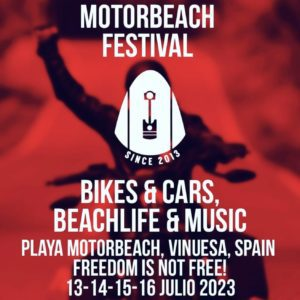 MOTORBEACH
FESTIVAL
SINCE 2013
BIKES & CARS,
BEACHLIFE & MUSIC
PLAYA MOTORBEACH, VINUESA, SPAIN
FREEDOM IS NOT FREE!
13-14-15-16 JULIO 2023